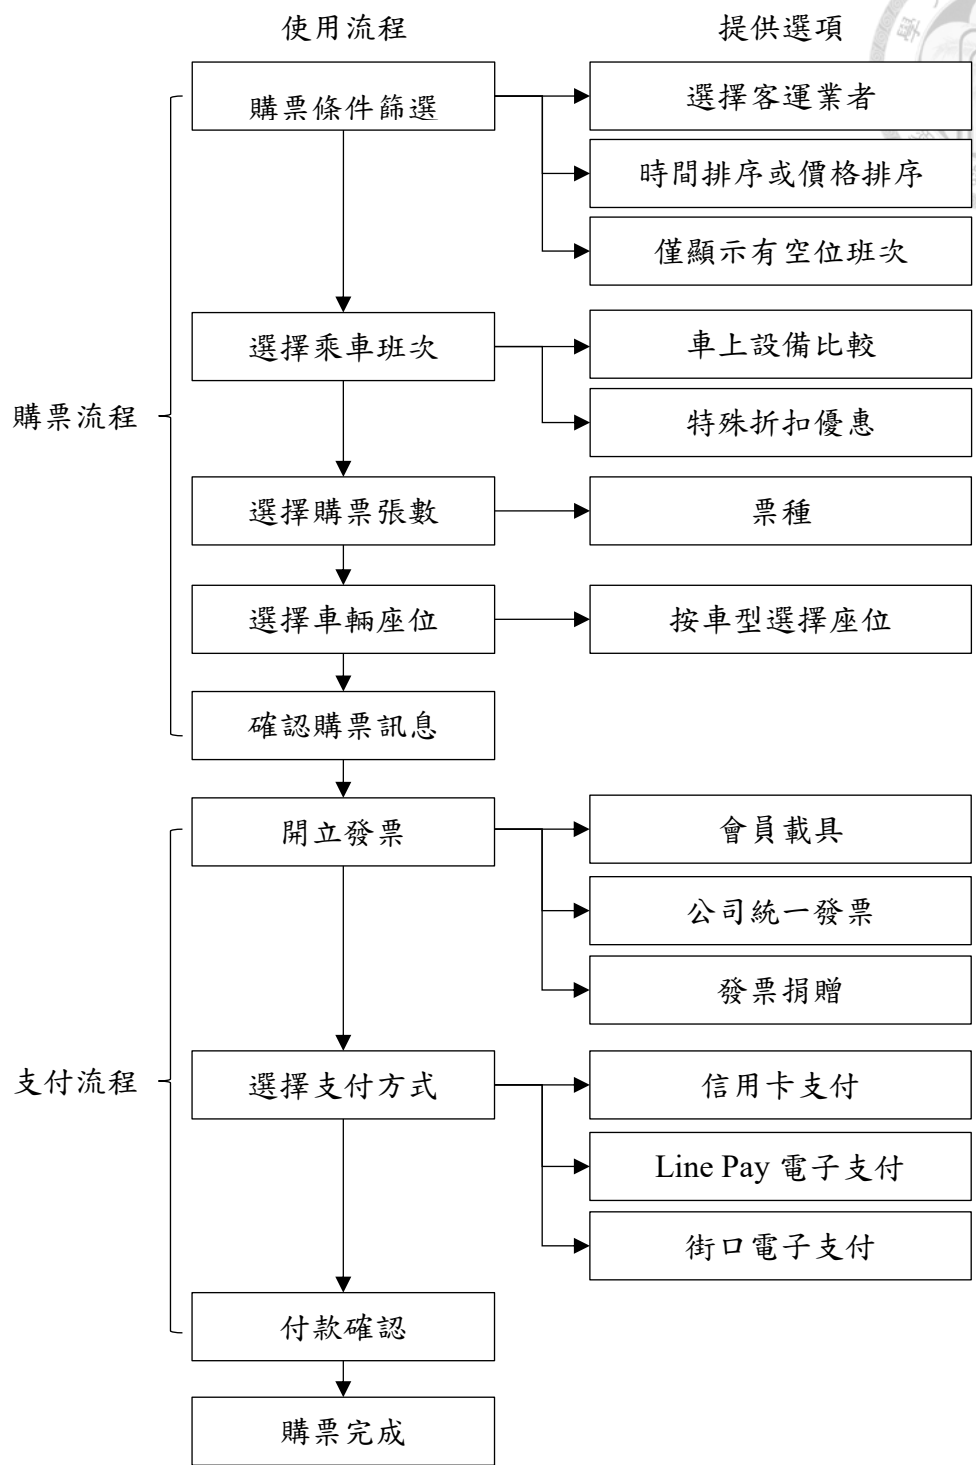 使用流程
提供選項
購票條件篩選
選擇客運業者
時間排序或價格排序
僅顯示有空位班次
選擇乘車班次
車上設備比較
特殊折扣優惠
購票流程
選擇購票張數
票種
選擇車輛座位
按車型選擇座位
確認購票訊息
開立發票
會員載具
公司統一發票
發票捐贈
支付流程
選擇支付方式
信用卡支付
Line Pay 電子支付
街口電子支付
付款確認
購票完成